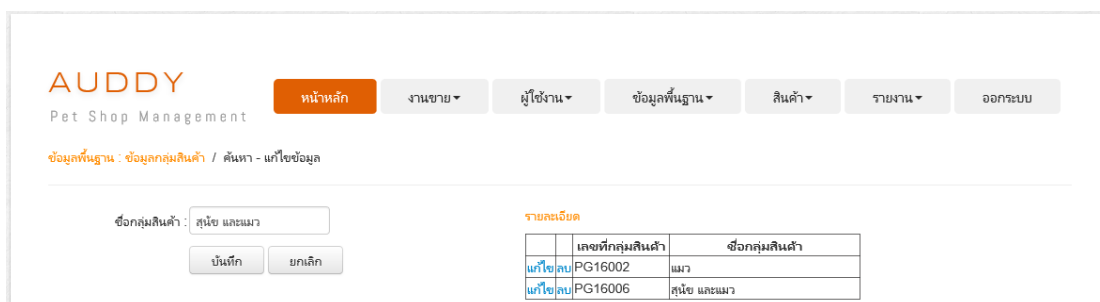 AUDDY
Pet Shop Management
หน้าหลัก งานขาย ผู้ใช้งาน ข้อมูลพื้นฐาน สินค้า รายงาน ออกระบบ
ข้อมูลพื้นฐาน : ข้อมูลกลุ่มสินค้า / ค้นหา - แก้ไขข้อมูล
ชื่อกลุ่มสินค้า : สุนัข และแมว
บันทึก ยกเลิก
รายละเอียด
เลขที่กลุ่มสินค้า ชื่อกลุ่มสินค้า
แก้ไข ลบ PG16002 แมว
แก้ไข ลบ PG16006 สุนัข และแมว